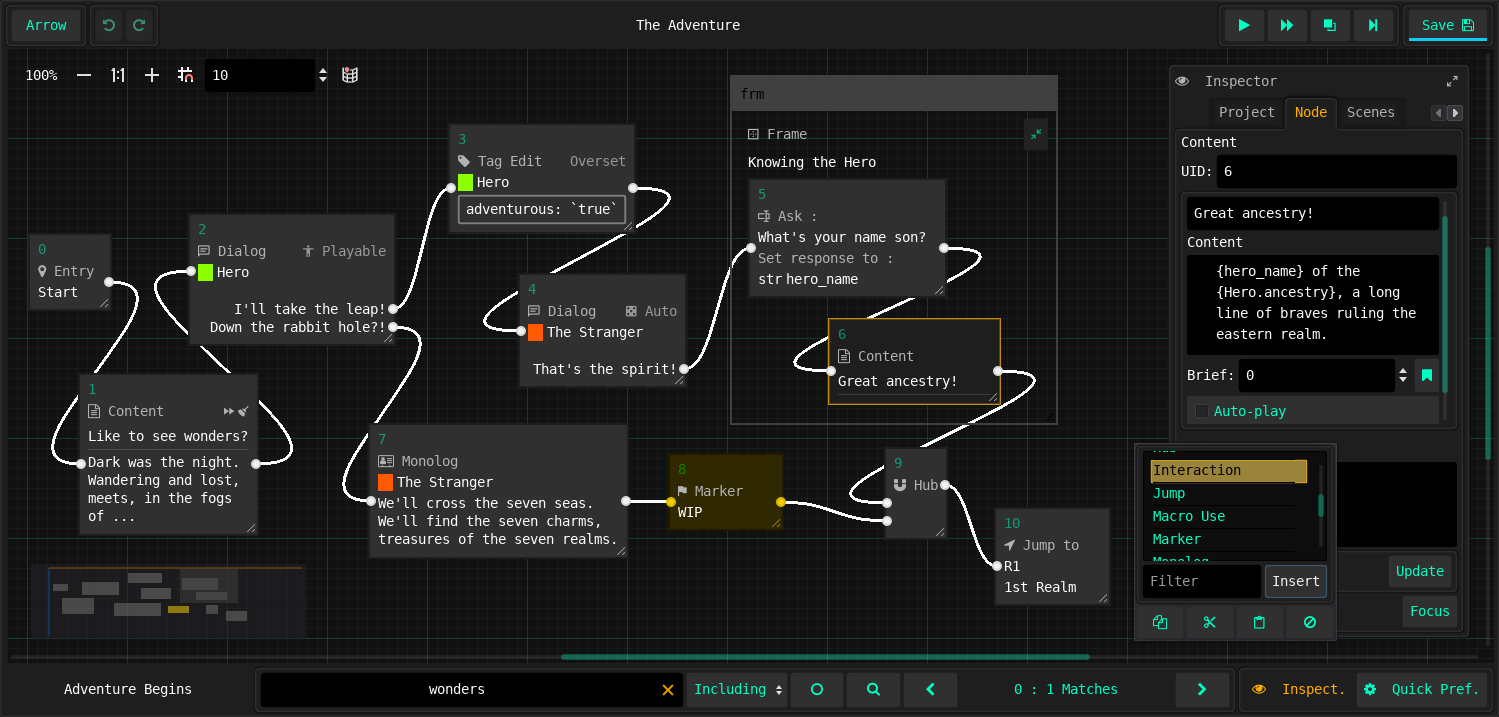 Arrow
The Adventure
Save
100%
1:1
10
frm
Frame
Knowing the Hero
0
Entry
Start
1
Content
Like to see wonders?
Dark was the night.
Wandering and lost,
meets, in the fogs
of ...
2
Dialog Playable
Hero
I'll take the leap!
Down the rabbit hole?!
3
Tag Edit Overset
Hero
adventurous: `true`
4
Dialog Auto
The Stranger
That's the spirit!
5
Ask :
What's your name son?
Set response to :
str hero_name
6
Content
Great ancestry!
7
Monolog
The Stranger
We'll cross the seven seas.
We'll find the seven charms,
treasures of the seven realms.
8
Marker
WIP
9
Hub
10
Jump to
R1
1st Realm
Inspector
Project Node Scenes
Content
UID: 6
Great ancestry!
Content
{hero_name} of the
{Hero.ancestry}, a long
line of braves ruling the
eastern realm.
Brief: 0
Auto-play
Interaction
Jump
Macro Use
Marker
Monolog
Filter Insert
Update
Focus
Adventure Begins
wonders
Including
0 : 1 Matches
Inspect.
Quick Pref.